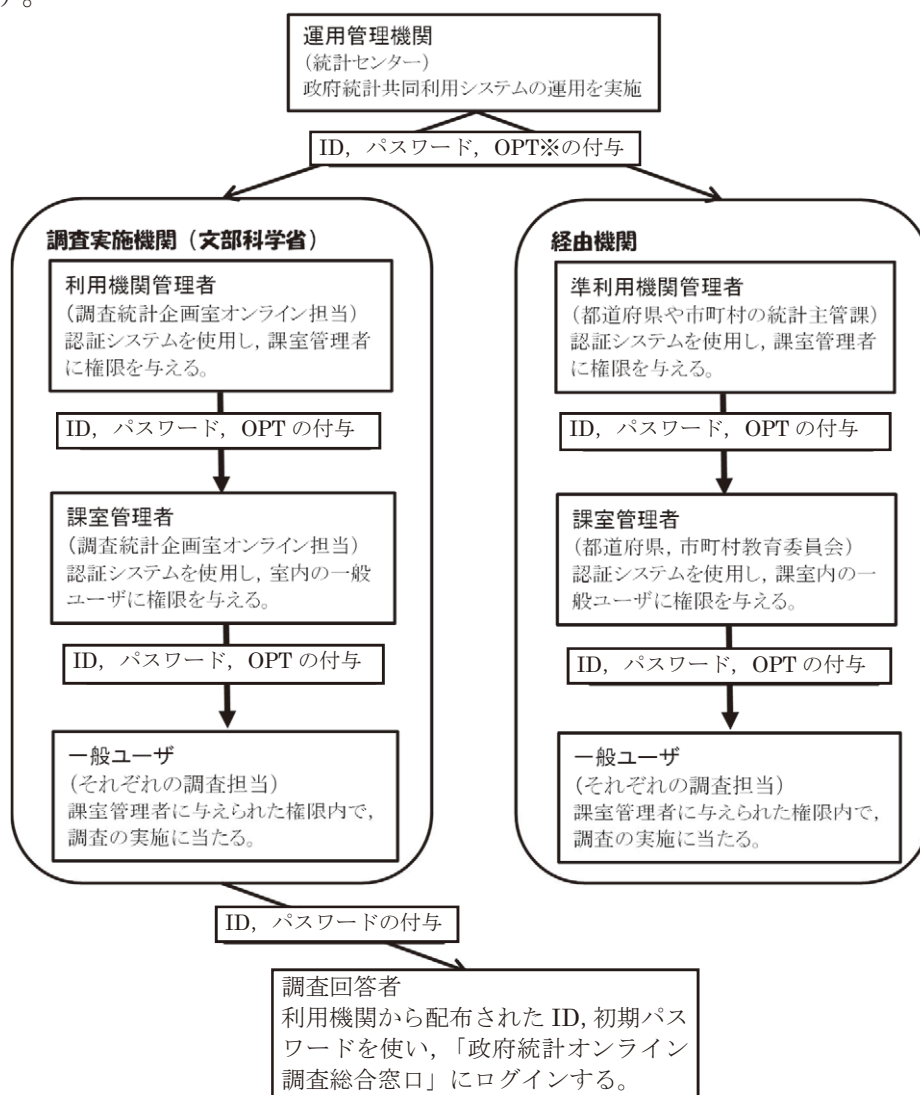 す。
運用管理機関
(統計センター)
政府統計共同利用システムの運用を実施
ID, パスワード, OPT※の付与
調査実施機関(文部科学省)
利用機関管理者
(調査統計企画室オンライン担当)
認証システムを使用し, 課室管理者
に権限を与える。
ID, パスワード, OPT の付与
課室管理者
(調査統計企画室オンライン担当)
認証システムを使用し, 室内の一般
ユーザに権限を与える。
ID, パスワード, OPT の付与
一般ユーザ
(それぞれの調査担当)
課室管理者に与えられた権限内で,
調査の実施に当たる。
経由機関
準利用機関管理者
(都道府県や市町村の統計主管課)
認証システムを使用し, 課室管理者
に権限を与える。
ID, パスワード, OPT の付与
課室管理者
(都道府県, 市町村教育委員会)
認証システムを使用し, 課室内の一
般ユーザに権限を与える。
ID, パスワード, OPT の付与
一般ユーザ
(それぞれの調査担当)
課室管理者に与えられた権限内で,
調査の実施に当たる。
ID, パスワードの付与
調査回答者
利用機関から配布された ID, 初期パス
ワードを使い, 「政府統計オンライン
調査総合窓口」にログインする。